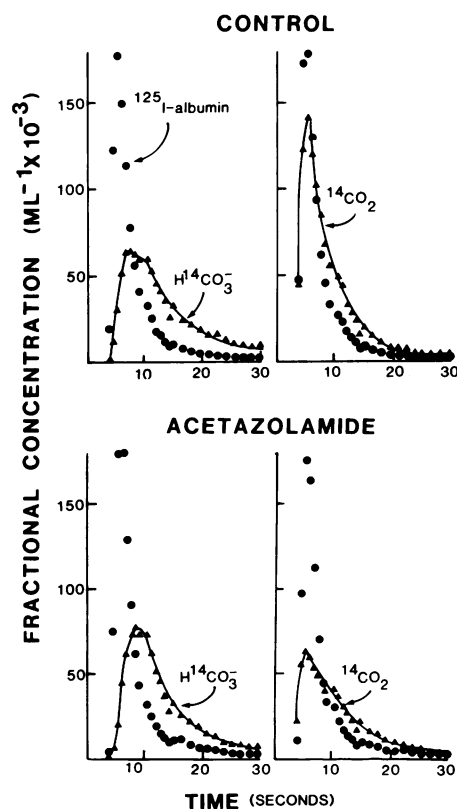 CONTROL
FRACTIONAL CONCENTRATION (ML⁻¹X 10⁻³)
150
100
50
125I-albumin
H14CO3−
14CO2
10 20 30
10 20 30
ACETAZOLAMIDE
150
100
50
H14CO3−
14CO2
10 20 30
10 20 30
TIME (SECONDS)